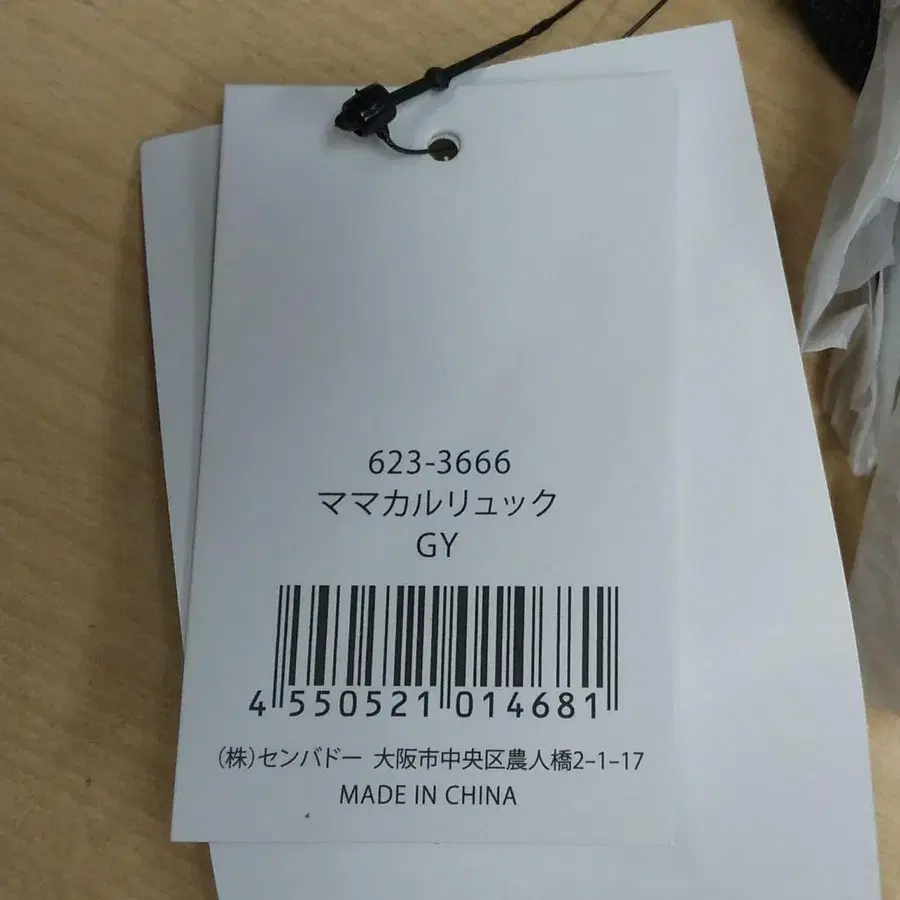 623-3666
ママカルリュック
GY
4 550521 014681
(株)センバドー 大阪市中央区農人橋2-1-17
MADE IN CHINA